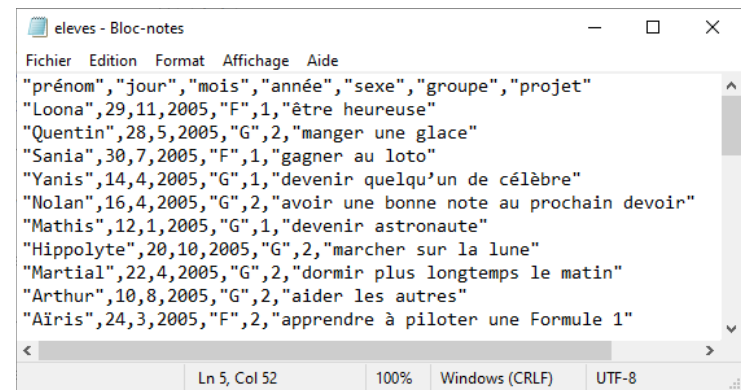 eleves - Bloc-notes
Fichier Edition Format Affichage Aide
"prénom","jour","mois","année","sexe","groupe","projet"
"Loona",29,11,2005,"F",1,"être heureuse"
"Quentin",28,5,2005,"G",2,"manger une glace"
"Sania",30,7,2005,"F",1,"gagner au loto"
"Yanis",14,4,2005,"G",1,"devenir quelqu’un de célèbre"
"Nolan",16,4,2005,"G",2,"avoir une bonne note au prochain devoir"
"Mathis",12,1,2005,"G",1,"devenir astronaute"
"Hippolyte",20,10,2005,"G",2,"marcher sur la lune"
"Martial",22,4,2005,"G",2,"dormir plus longtemps le matin"
"Arthur",10,8,2005,"G",2,"aider les autres"
"Aïris",24,3,2005,"F",2,"apprendre à piloter une Formule 1"
Ln 5, Col 52 100% Windows (CRLF) UTF-8